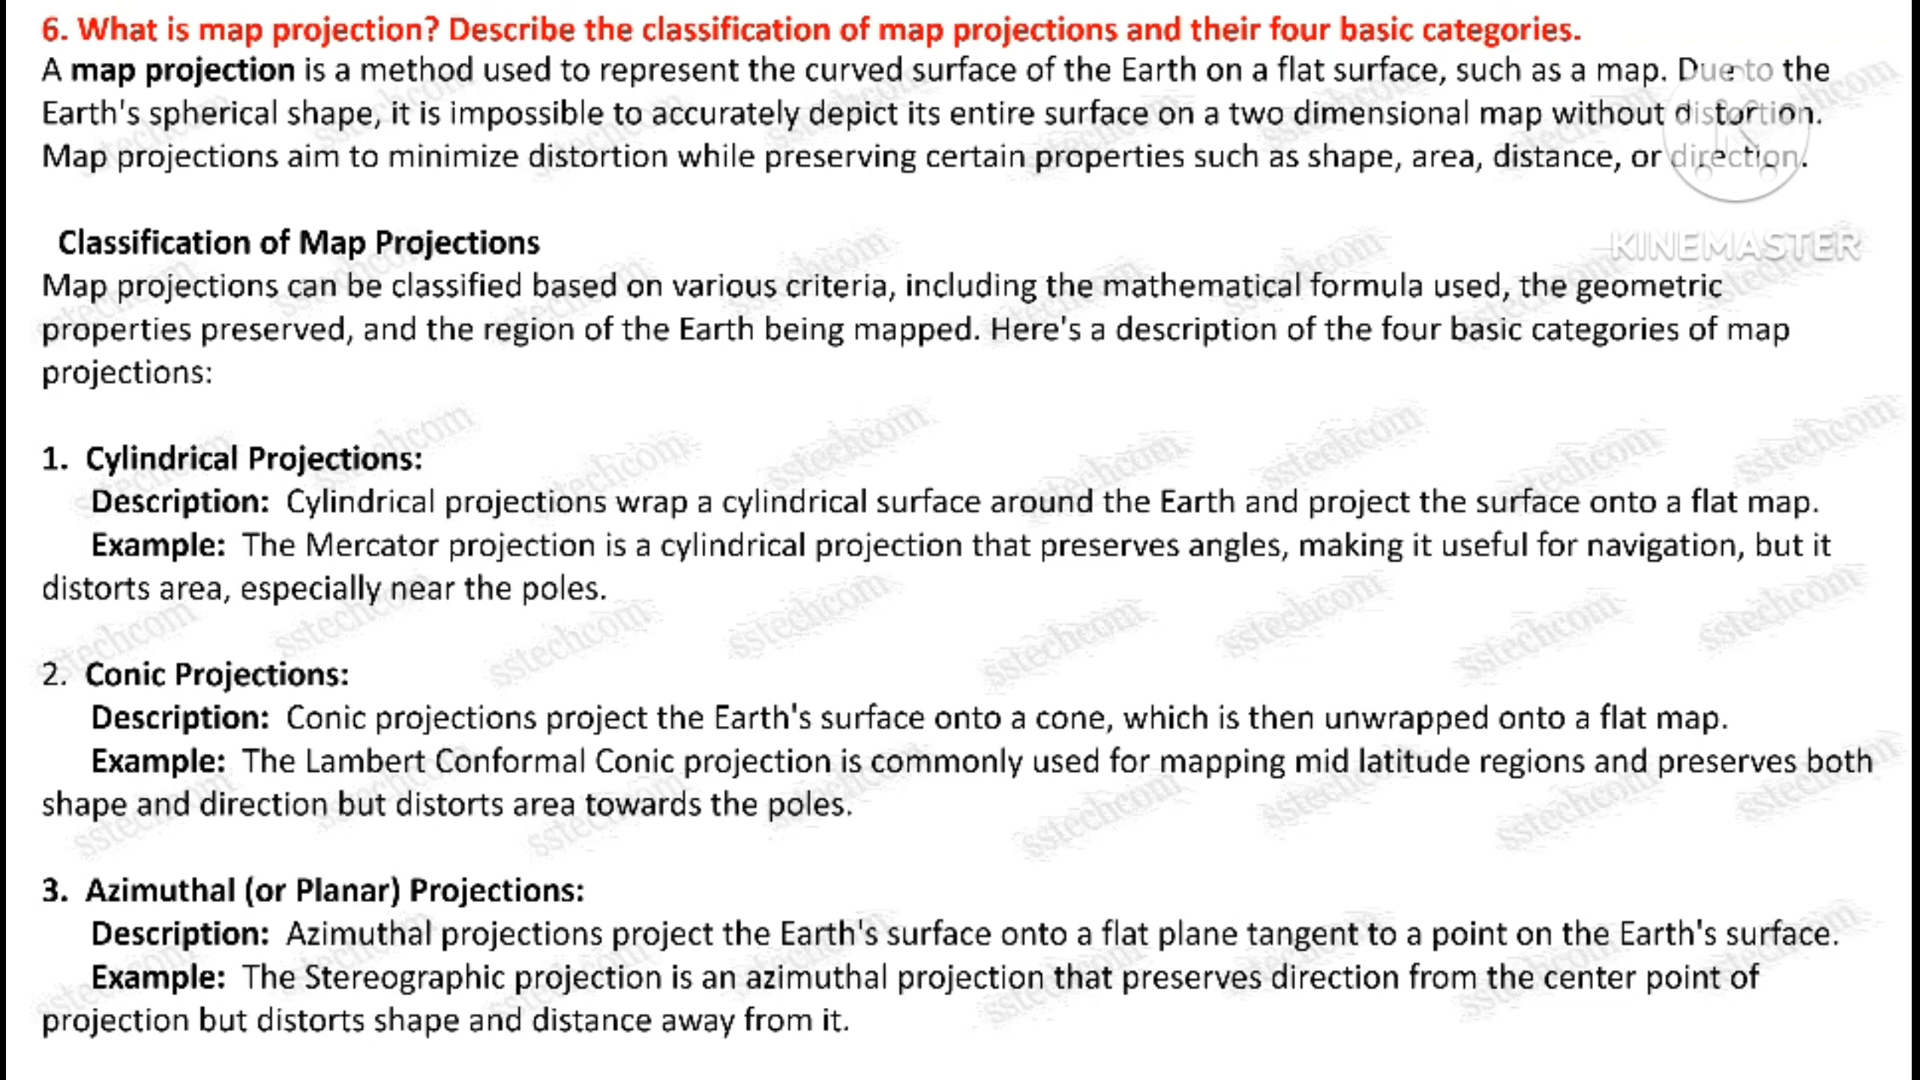 6. What is map projection? Describe the classification of map projections and their four basic categories.
A map projection is a method used to represent the curved surface of the Earth on a flat surface, such as a map. Due to the
Earth's spherical shape, it is impossible to accurately depict its entire surface on a two dimensional map without distortion.
Map projections aim to minimize distortion while preserving certain properties such as shape, area, distance, or direction.
KINEMASTER
Classification of Map Projections
Map projections can be classified based on various criteria, including the mathematical formula used, the geometric
properties preserved, and the region of the Earth being mapped. Here's a description of the four basic categories of map
projections:
1. Cylindrical Projections:
Description: Cylindrical projections wrap a cylindrical surface around the Earth and project the surface onto a flat map.
Example: The Mercator projection is a cylindrical projection that preserves angles, making it useful for navigation, but it
distorts area, especially near the poles.
2. Conic Projections:
Description: Conic projections project the Earth's surface onto a cone, which is then unwrapped onto a flat map.
Example: The Lambert Conformal Conic projection is commonly used for mapping mid latitude regions and preserves both
shape and direction but distorts area towards the poles.
3. Azimuthal (or Planar) Projections:
Description: Azimuthal projections project the Earth's surface onto a flat plane tangent to a point on the Earth's surface.
Example: The Stereographic projection is an azimuthal projection that preserves direction from the center point of
projection but distorts shape and distance away from it.
sstechcom